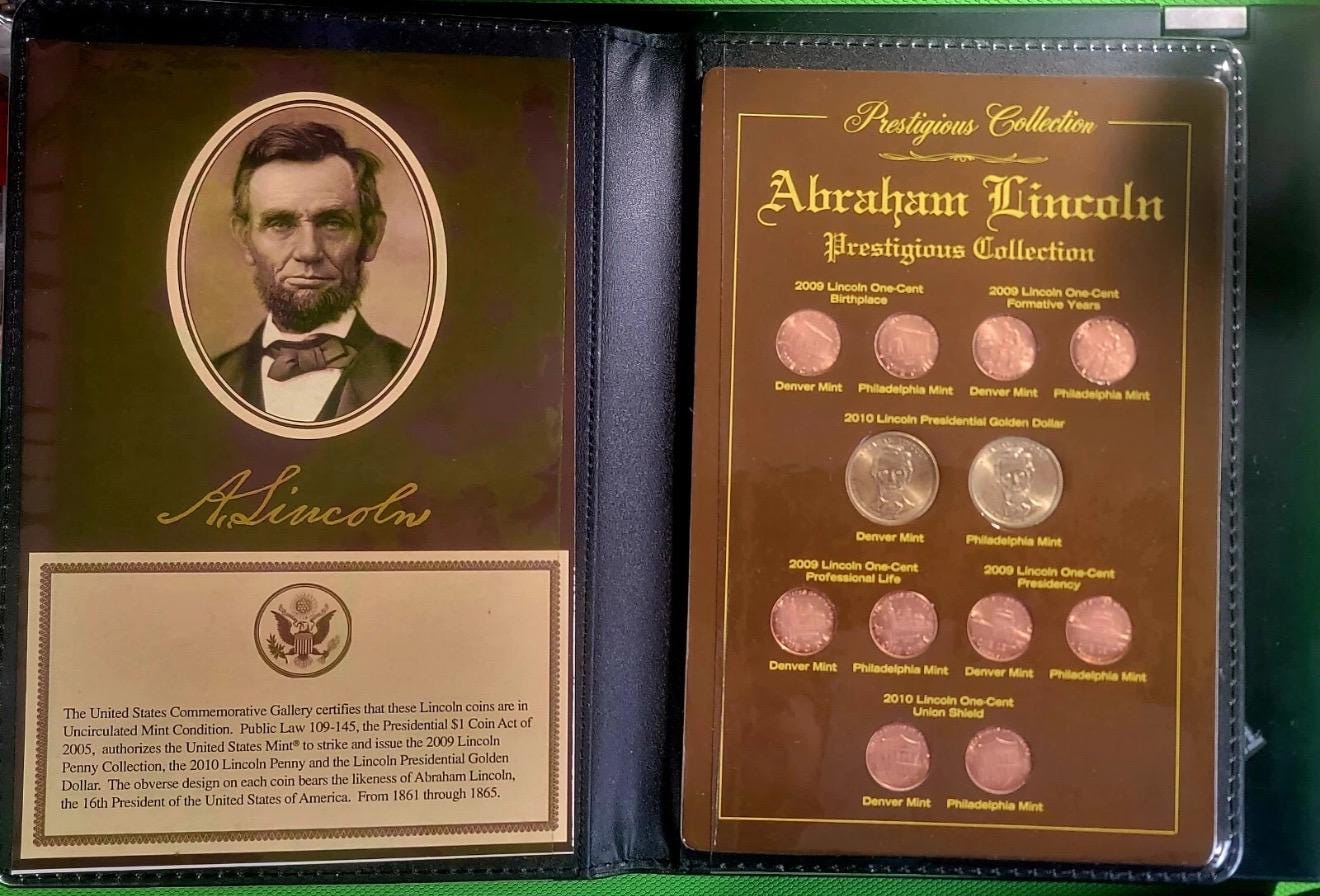 A. Lincoln
The United States Commemorative Gallery certifies that these Lincoln coins are in
Uncirculated Mint Condition. Public Law 109-145, the Presidential $1 Coin Act of
2005, authorizes the United States Mint® to strike and issue the 2009 Lincoln
Penny Collection, the 2010 Lincoln Penny and the Lincoln Presidential Golden
Dollar. The obverse design on each coin bears the likeness of Abraham Lincoln,
the 16th President of the United States of America. From 1861 through 1865.
Prestigious Collection
Abraham Lincoln
Prestigious Collection
2009 Lincoln One-Cent
Birthplace
2009 Lincoln One-Cent
Formative Years
Denver Mint
Philadelphia Mint
Denver Mint
Philadelphia Mint
2010 Lincoln Presidential Golden Dollar
Denver Mint
Philadelphia Mint
2009 Lincoln One-Cent
Professional Life
2009 Lincoln One-Cent
Presidency
Denver Mint
Philadelphia Mint
Denver Mint
Philadelphia Mint
2010 Lincoln One-Cent
Union Shield
Denver Mint
Philadelphia Mint